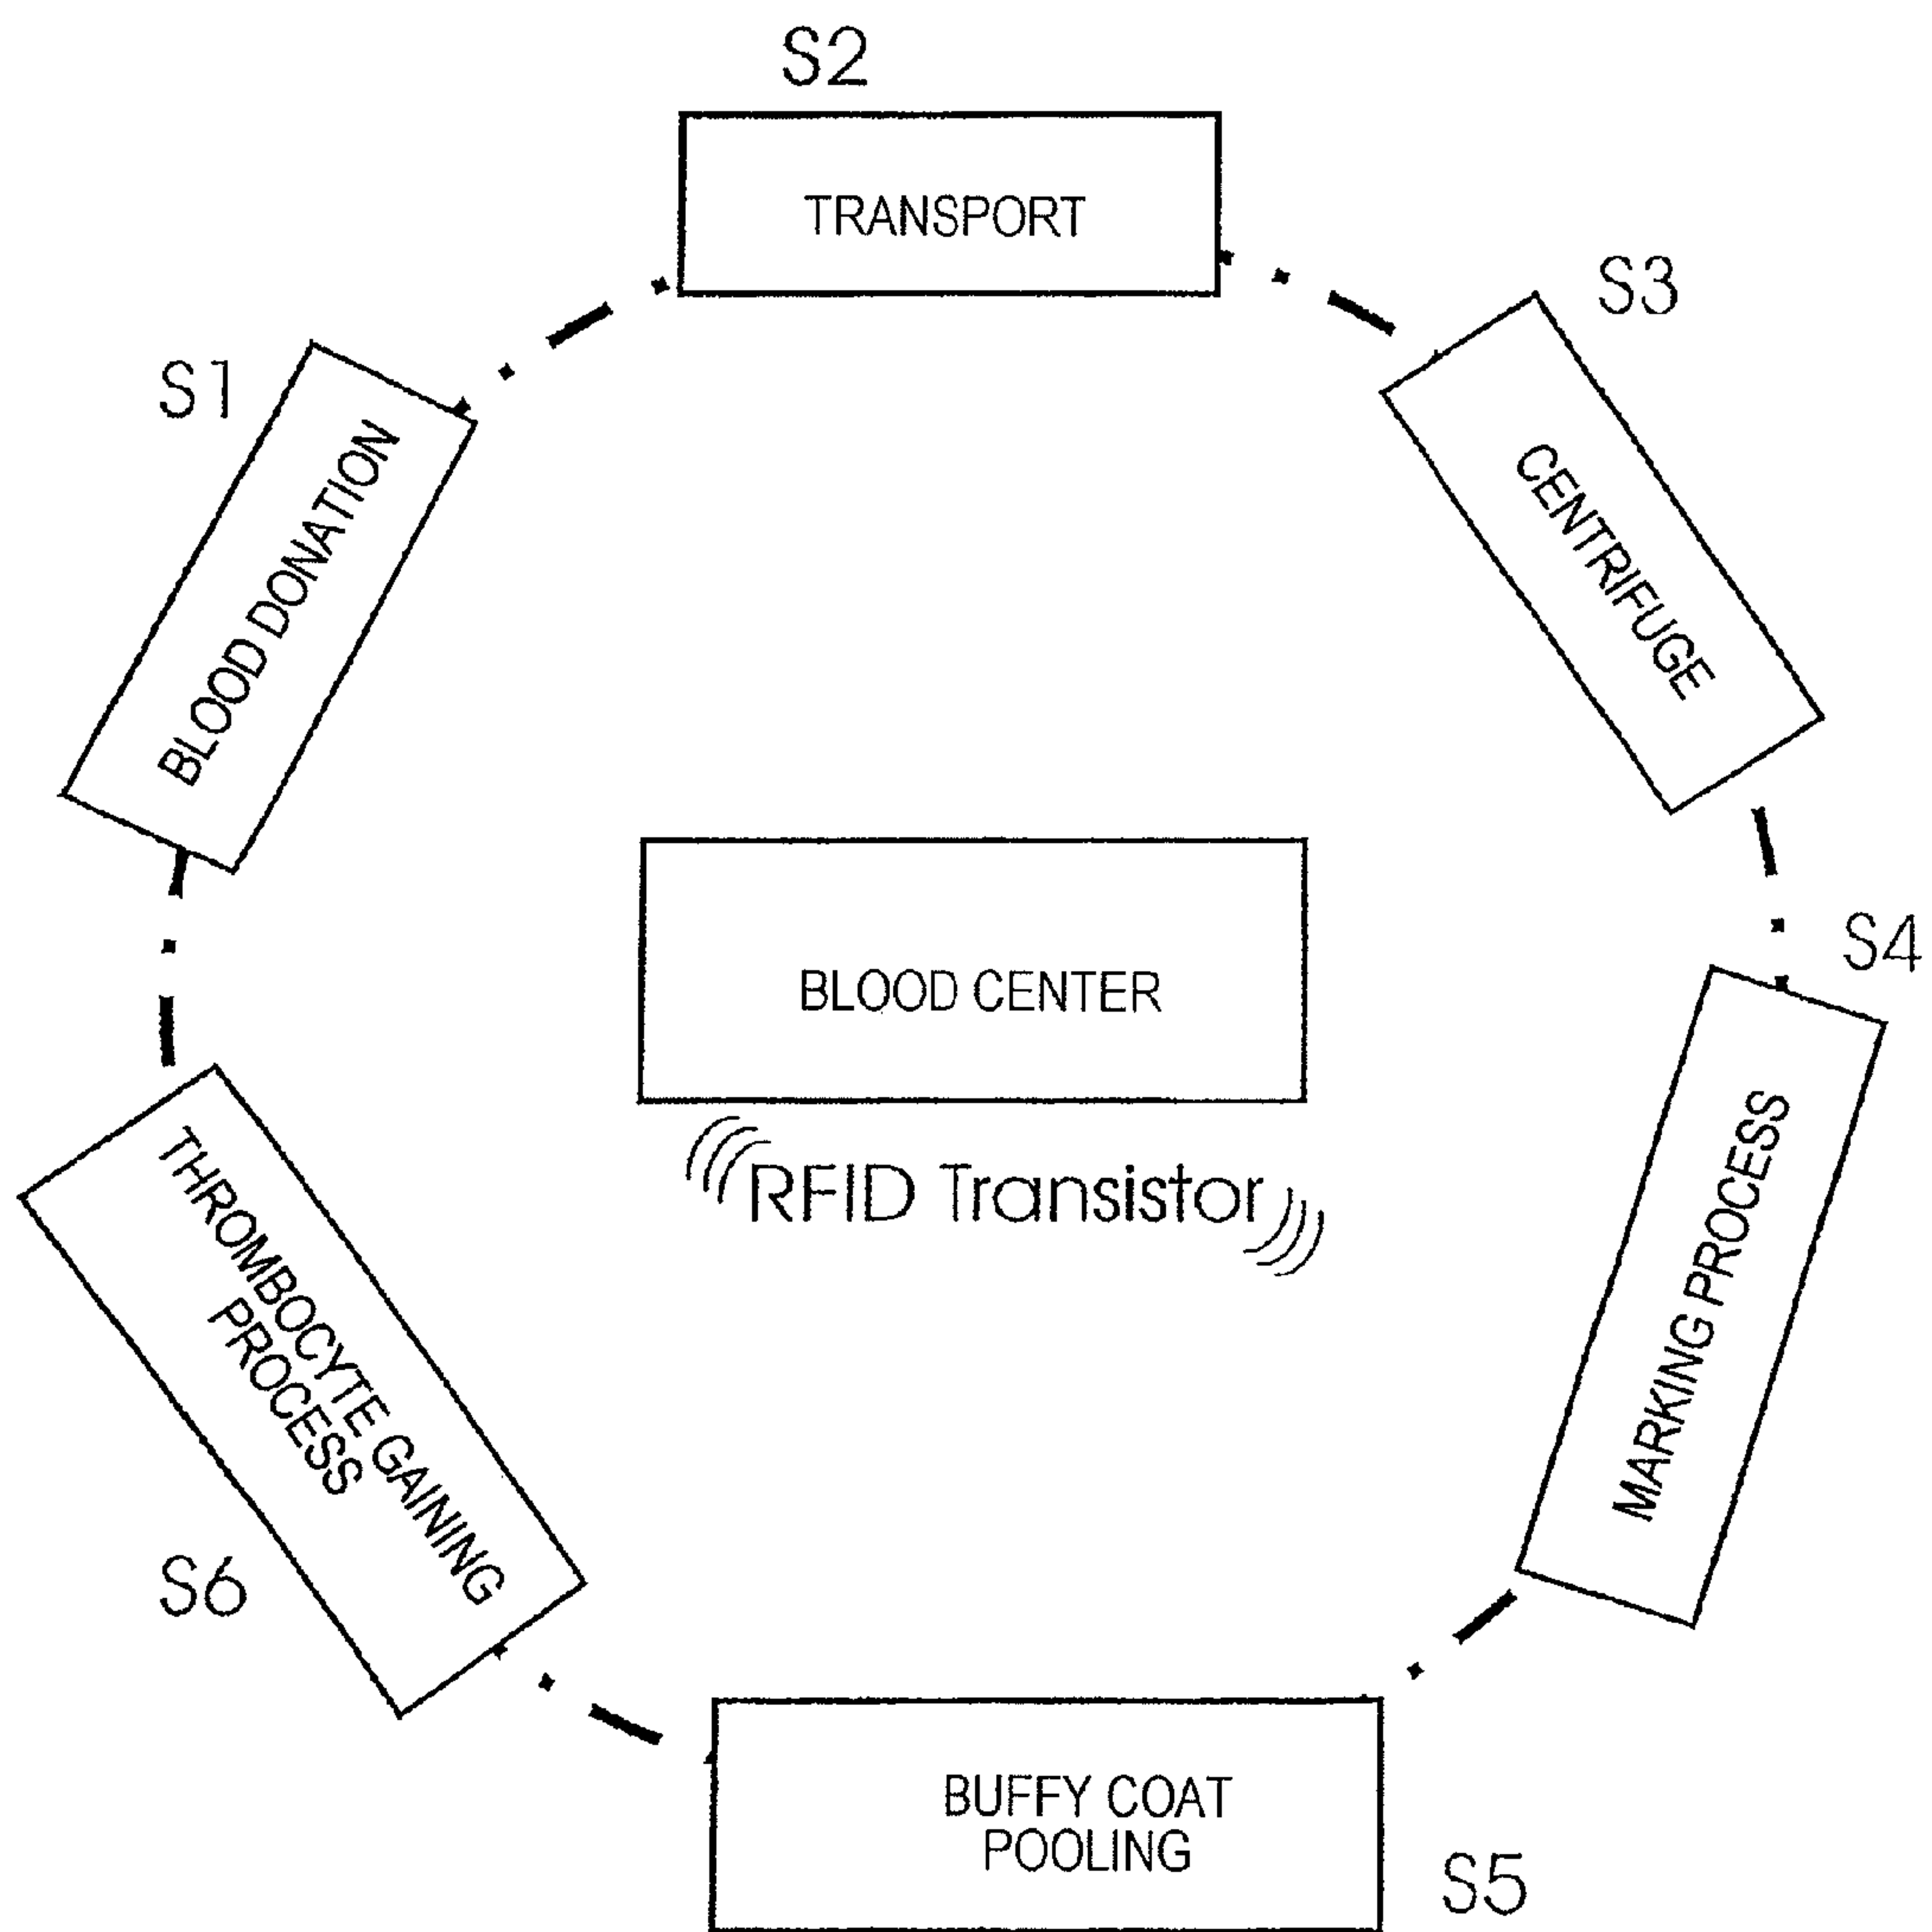 S2
TRANSPORT
S3
CENTRIFUGE
S1
BLOOD DONATION
BLOOD CENTER
RFID Transistor
S4
MARKING PROCESS
THROMBOCYTE GAINING
PROCESS
S6
BUFFY COAT
POOLING
S5